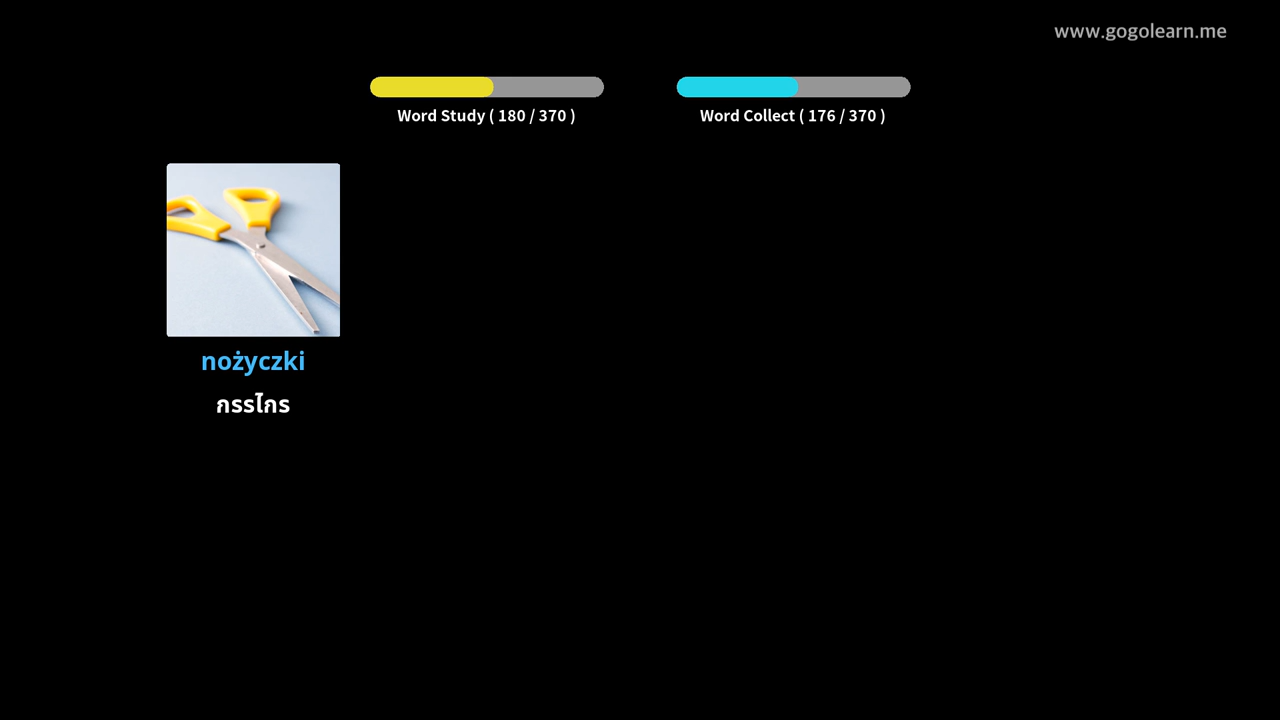 www.gogolearn.me
Word Study ( 180 / 370 )
Word Collect ( 176 / 370 )
nożyczki
กรรไกร